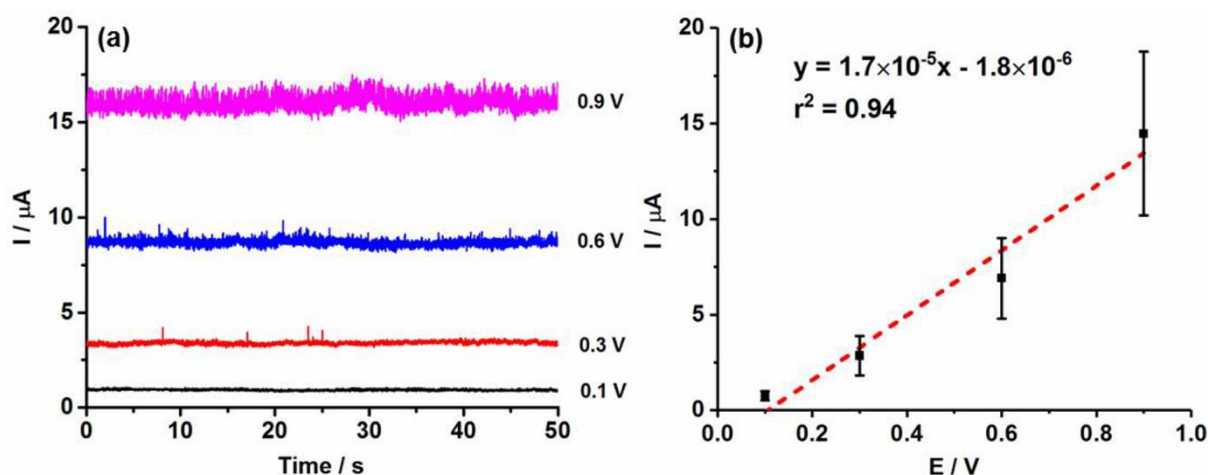 (a)
20
15
10
5
0
I / μA
0.9 V
0.6 V
0.3 V
0.1 V
0 10 20 30 40 50
Time / s
(b)
y = 1.7×10⁻⁵x - 1.8×10⁻⁶
r² = 0.94
20
15
10
5
0
I / μA
0.0 0.2 0.4 0.6 0.8 1.0
E / V